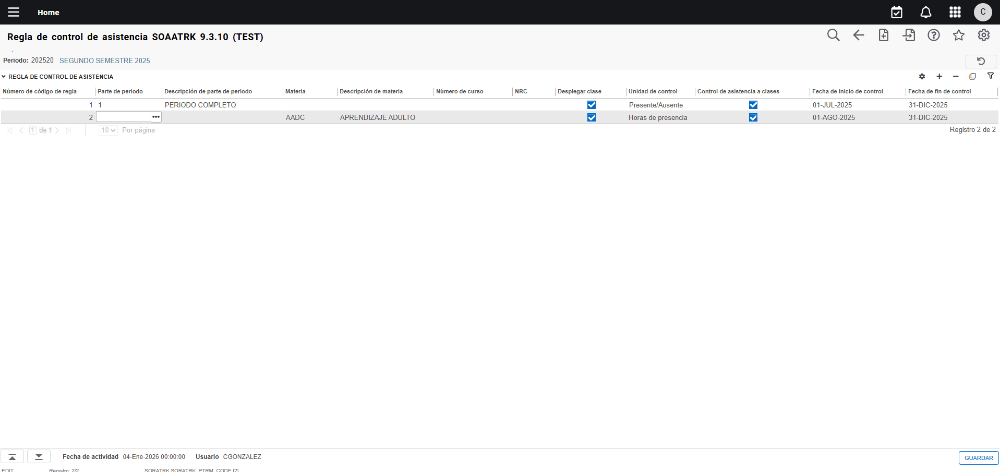 Home
C
Regla de control de asistencia SOAATRK 9.3.10 (TEST)
Periodo: 202520 SEGUNDO SEMESTRE 2025
REGLA DE CONTROL DE ASISTENCIA
Número de código de regla Parte de periodo Descripción de parte de periodo Materia Descripción de materia Número de curso NRC Desplegar clase Unidad de control Control de asistencia a clases Fecha de inicio de control Fecha de fin de control
1 1 PERIODO COMPLETO Presente/Ausente 01-JUL-2025 31-DIC-2025
2 AADC APRENDIZAJE ADULTO Horas de presencia 01-AGO-2025 31-DIC-2025
1 de 1 10 Por página Registro 2 de 2
Fecha de actividad 04-Ene-2026 00:00:00 Usuario CGONZALEZ GUARDAR
EDIT Registro: 2/2 SORATRK.SORATRK_PTRM_CODE [2]